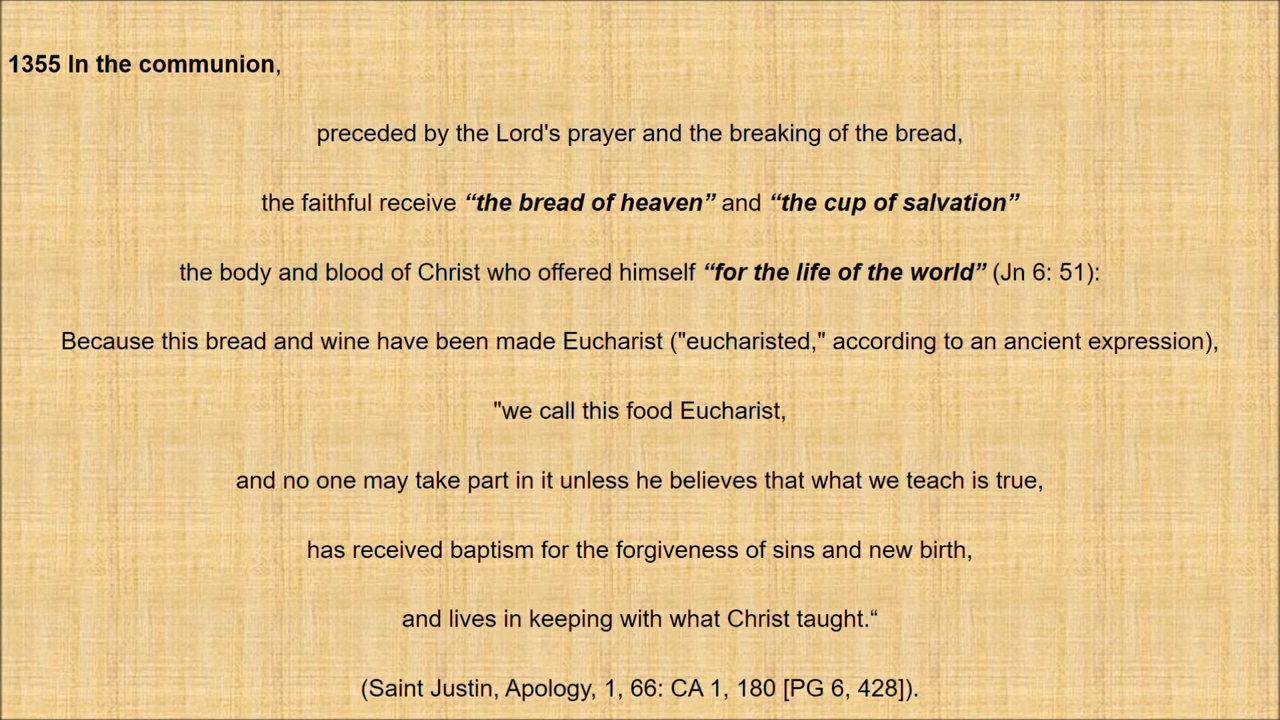 1355 In the communion,
preceded by the Lord's prayer and the breaking of the bread,
the faithful receive “the bread of heaven” and “the cup of salvation”
the body and blood of Christ who offered himself “for the life of the world” (Jn 6: 51):
Because this bread and wine have been made Eucharist ("eucharisted," according to an ancient expression),
"we call this food Eucharist,
and no one may take part in it unless he believes that what we teach is true,
has received baptism for the forgiveness of sins and new birth,
and lives in keeping with what Christ taught.“
(Saint Justin, Apology, 1, 66: CA 1, 180 [PG 6, 428]).